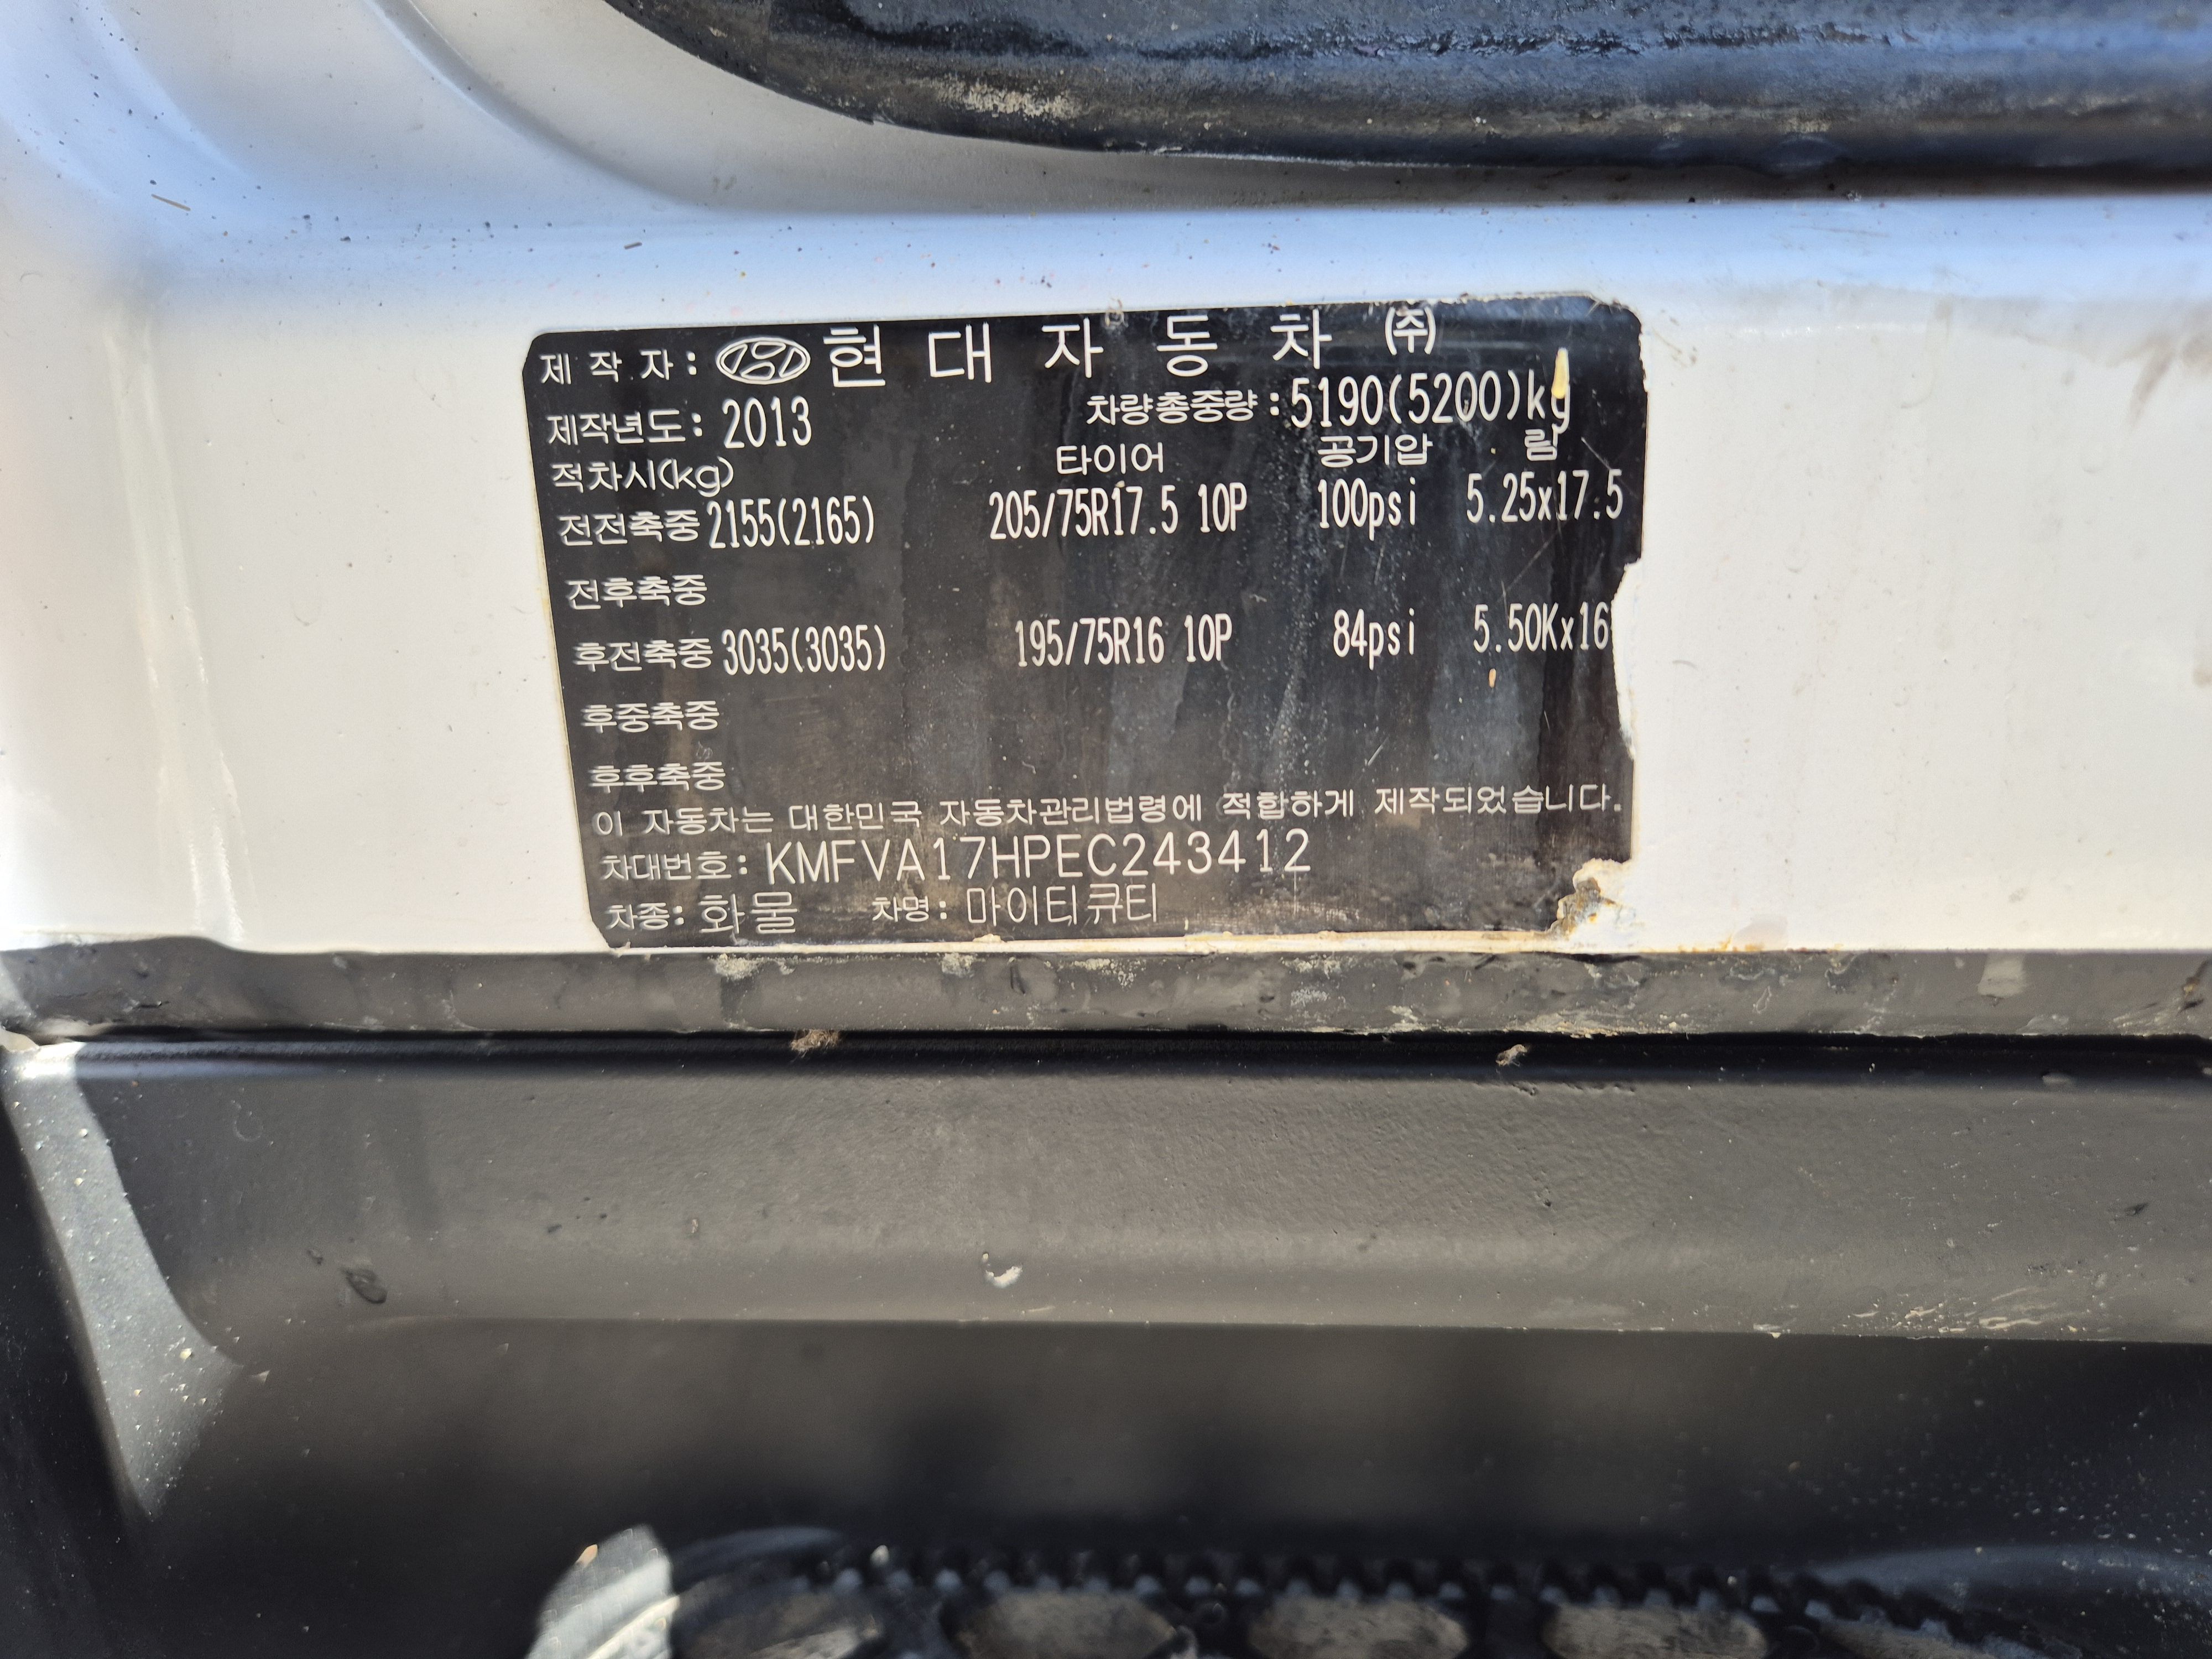 제 작 자 : 현 대 자 동 차 ㈜
제작년도: 2013 차량총중량 : 5190(5200)kg
적차시(kg) 타이어 공기압 림
전전축중 2155(2165) 205/75R17.5 10P 100psi 5.25x17.5
전후축중
후전축중 3035(3035) 195/75R16 10P 84psi 5.50Kx16
후중축중
후후축중
이 자동차는 대한민국 자동차관리법령에 적합하게 제작되었습니다.
차대번호: KMFVA17HPEC243412
차종: 화물 차명: 마이티큐티